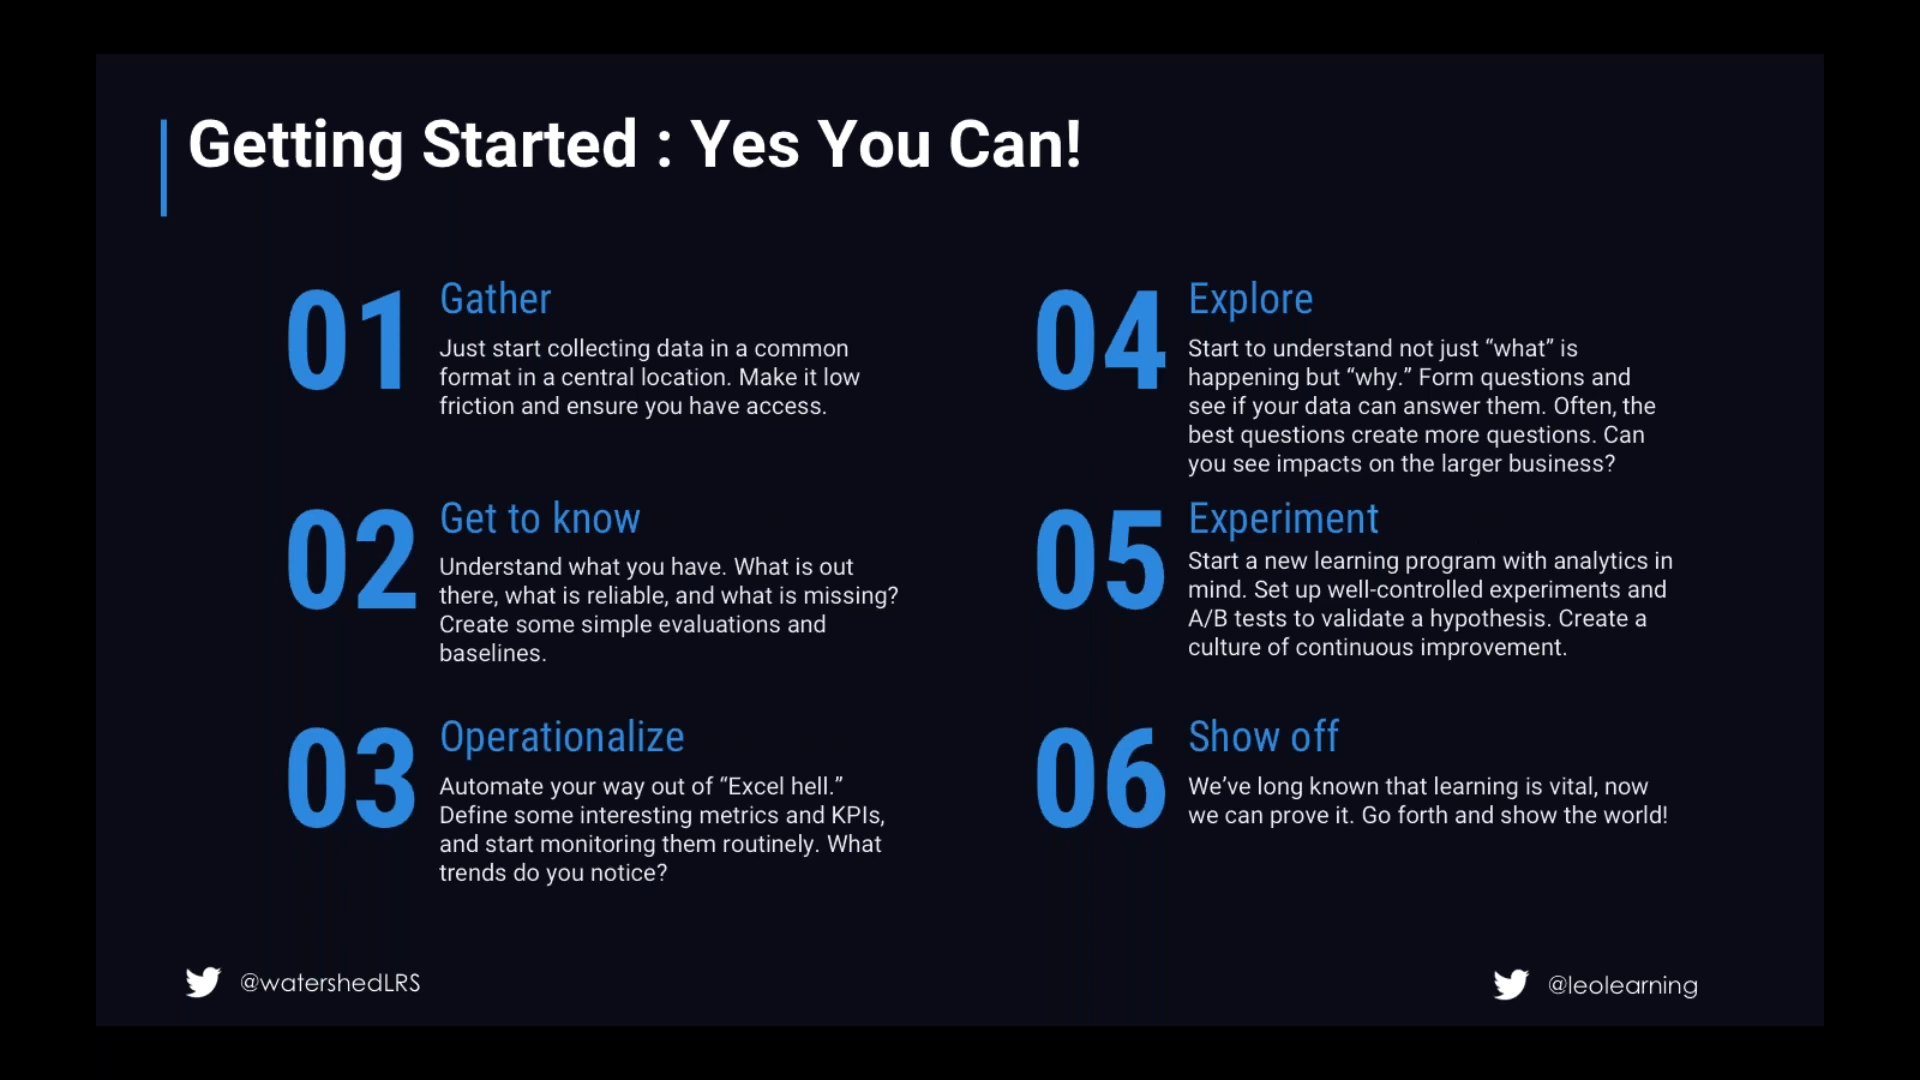 Getting Started : Yes You Can!
01
Gather
Just start collecting data in a common
format in a central location. Make it low
friction and ensure you have access.
02
Get to know
Understand what you have. What is out
there, what is reliable, and what is missing?
Create some simple evaluations and
baselines.
03
Operationalize
Automate your way out of “Excel hell.”
Define some interesting metrics and KPIs,
and start monitoring them routinely. What
trends do you notice?
04
Explore
Start to understand not just “what” is
happening but “why.” Form questions and
see if your data can answer them. Often, the
best questions create more questions. Can
you see impacts on the larger business?
05
Experiment
Start a new learning program with analytics in
mind. Set up well-controlled experiments and
A/B tests to validate a hypothesis. Create a
culture of continuous improvement.
06
Show off
We’ve long known that learning is vital, now
we can prove it. Go forth and show the world!
@watershedLRS
@leolearning